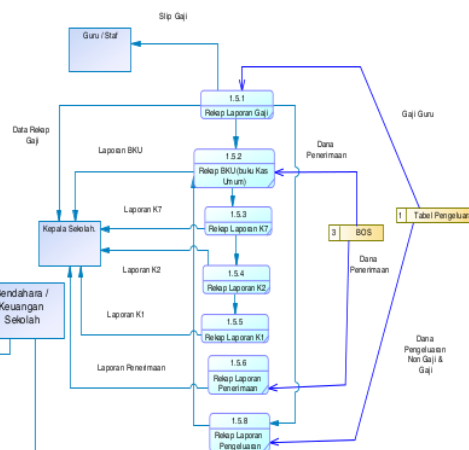 Slip Gaji
Guru / Staf
1.5.1
Rekap Laporan Gaji
Gaji Guru
Data Rekap
Gaji
Laporan BKU
Dana
Penerimaan
1.5.2
Rekap BKU(buku Kas
Umum)
Laporan K7
1.5.3
Rekap Laporan K7
1
Tabel Pengeluar
Kepala Sekolah.
3
BOS
Laporan K2
1.5.4
Rekap Laporan K2
Dana
Penerimaan
Bendahara /
Keuangan
Sekolah
Laporan K1
1.5.5
Rekap Laporan K1
Dana
Pengeluaran
Non Gaji &
Gaji
Laporan Penerimaan
1.5.6
Rekap Laporan
Penerimaan
1.5.8
Rekap Laporan
Pengeluaran